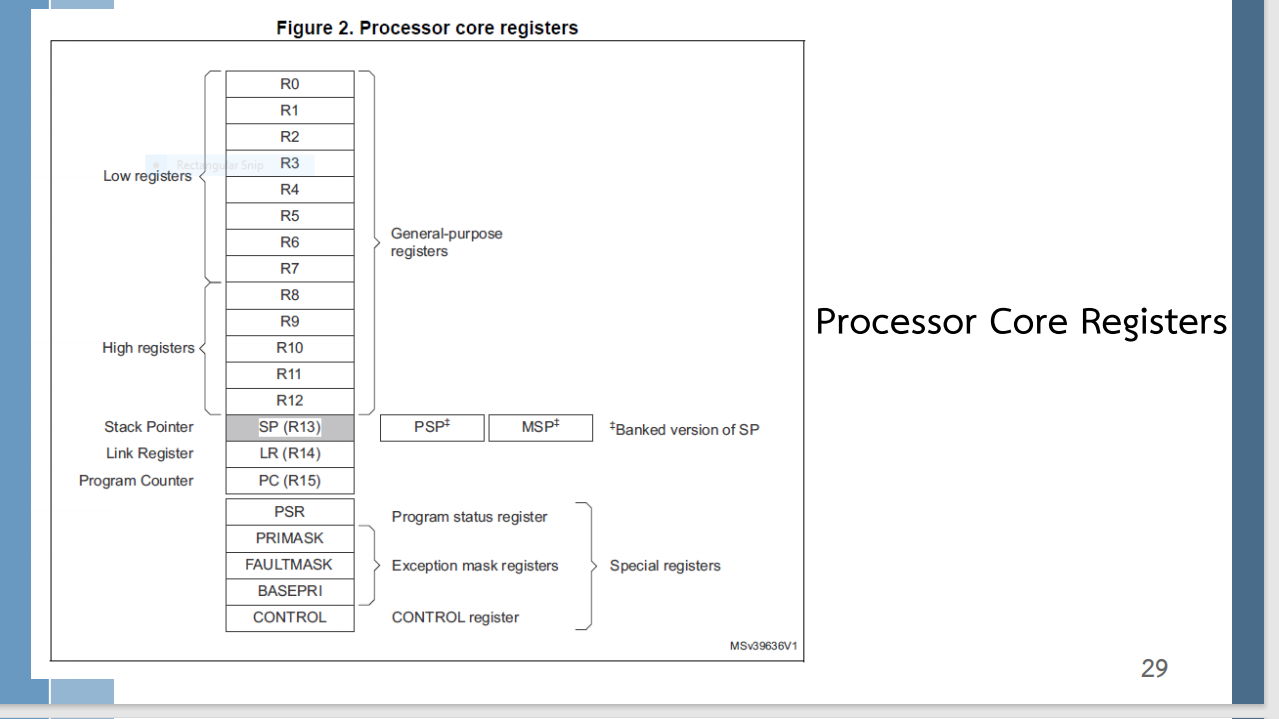 Figure 2. Processor core registers
R0
R1
R2
Rectangular Snip
R3
Low registers
R4
R5
R6
General-purpose
registers
R7
R8
R9
Processor Core Registers
High registers
R10
R11
R12
Stack Pointer
SP (R13)
PSP‡
MSP‡
‡Banked version of SP
Link Register
LR (R14)
Program Counter
PC (R15)
PSR
Program status register
PRIMASK
FAULTMASK
Exception mask registers
Special registers
BASEPRI
CONTROL
CONTROL register
MSv39636V1
29